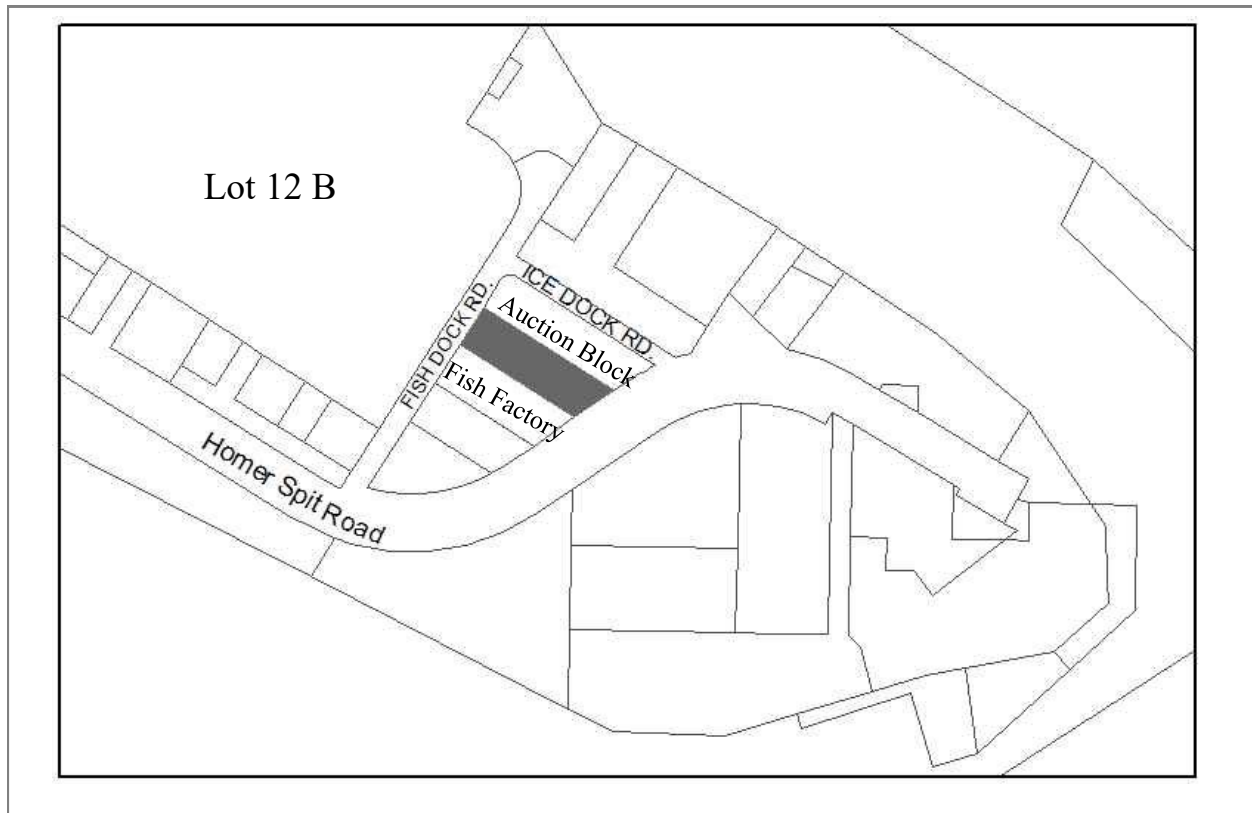 Lot 12 B
ICE DOCK RD.
Auction Block
FISH DOCK RD.
Fish Factory
Homer Spit Road